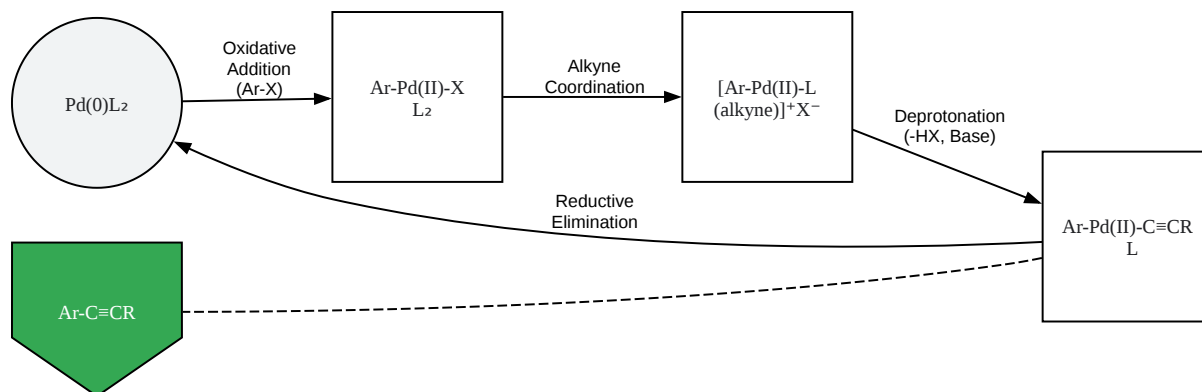 Pd(0)L₂
Oxidative
Addition
(Ar-X)
Ar-Pd(II)-X
L₂
Alkyne
Coordination
[Ar-Pd(II)-L
(alkyne)]⁺X⁻
Deprotonation
(-HX, Base)
Ar-Pd(II)-C≡CR
L
Reductive
Elimination
Ar-C≡CR